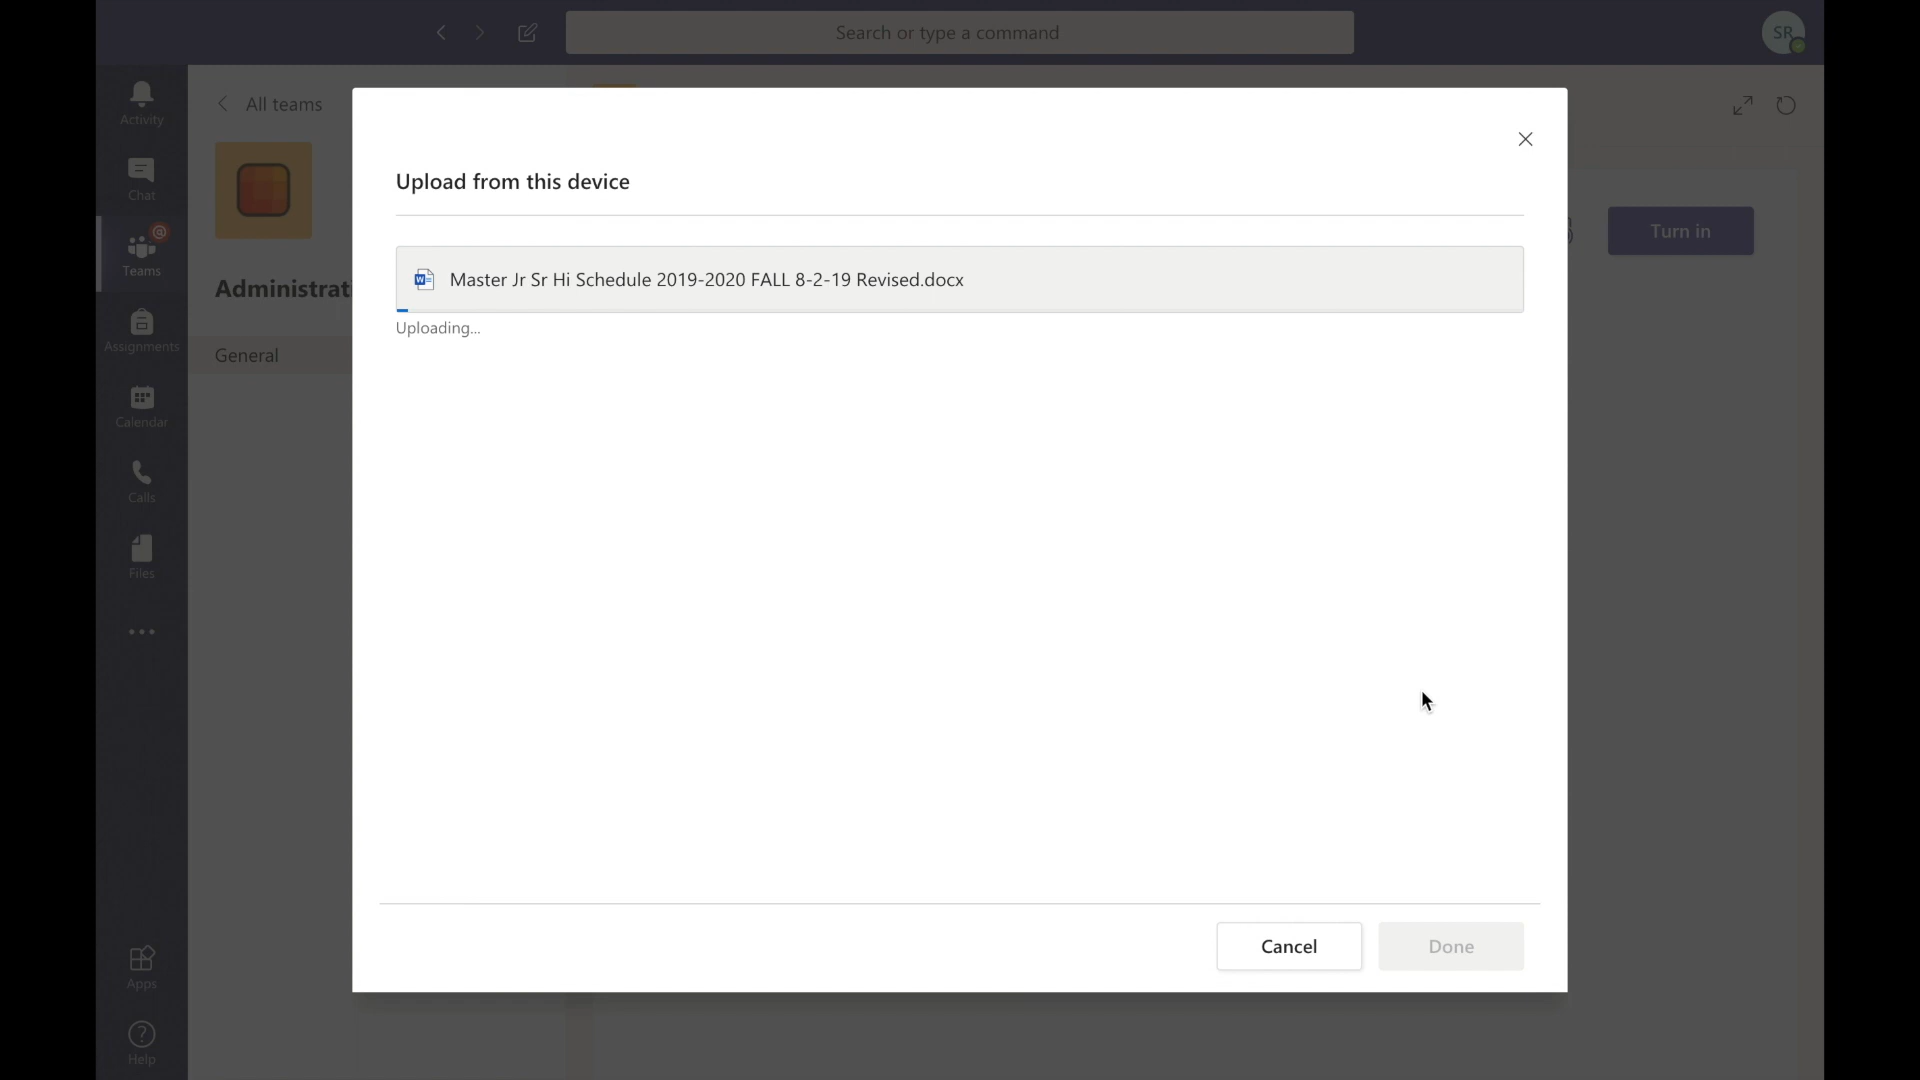 Search or type a command
SR
Activity
All teams
Chat
Upload from this device
Turn in
Teams
Master Jr Sr Hi Schedule 2019-2020 FALL 8-2-19 Revised.docx
Administrati
Uploading...
Assignments
General
Calendar
Calls
Files
Cancel
Done
Apps
Help